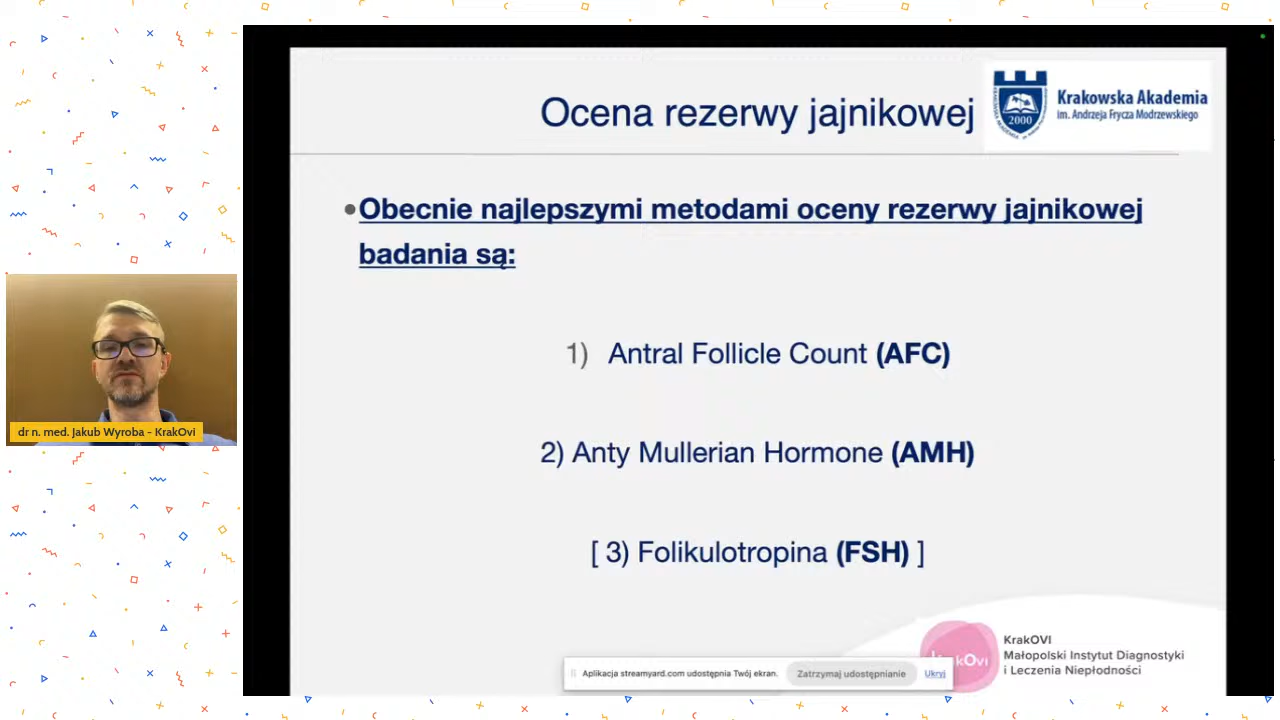 Ocena rezerwy jajnikowej
Krakowska Akademia
im. Andrzeja Frycza Modrzewskiego
2000
•Obecnie najlepszymi metodami oceny rezerwy jajnikowej
badania są:
1) Antral Follicle Count (AFC)
2) Anty Mullerian Hormone (AMH)
[ 3) Folikulotropina (FSH) ]
dr n. med. Jakub Wyroba - KrakOvi
KrakOVI
Małopolski Instytut Diagnostyki
i Leczenia Niepłodności
Aplikacja streamyard.com udostępnia Twój ekran. Zatrzymaj udostępnianie Ukryj